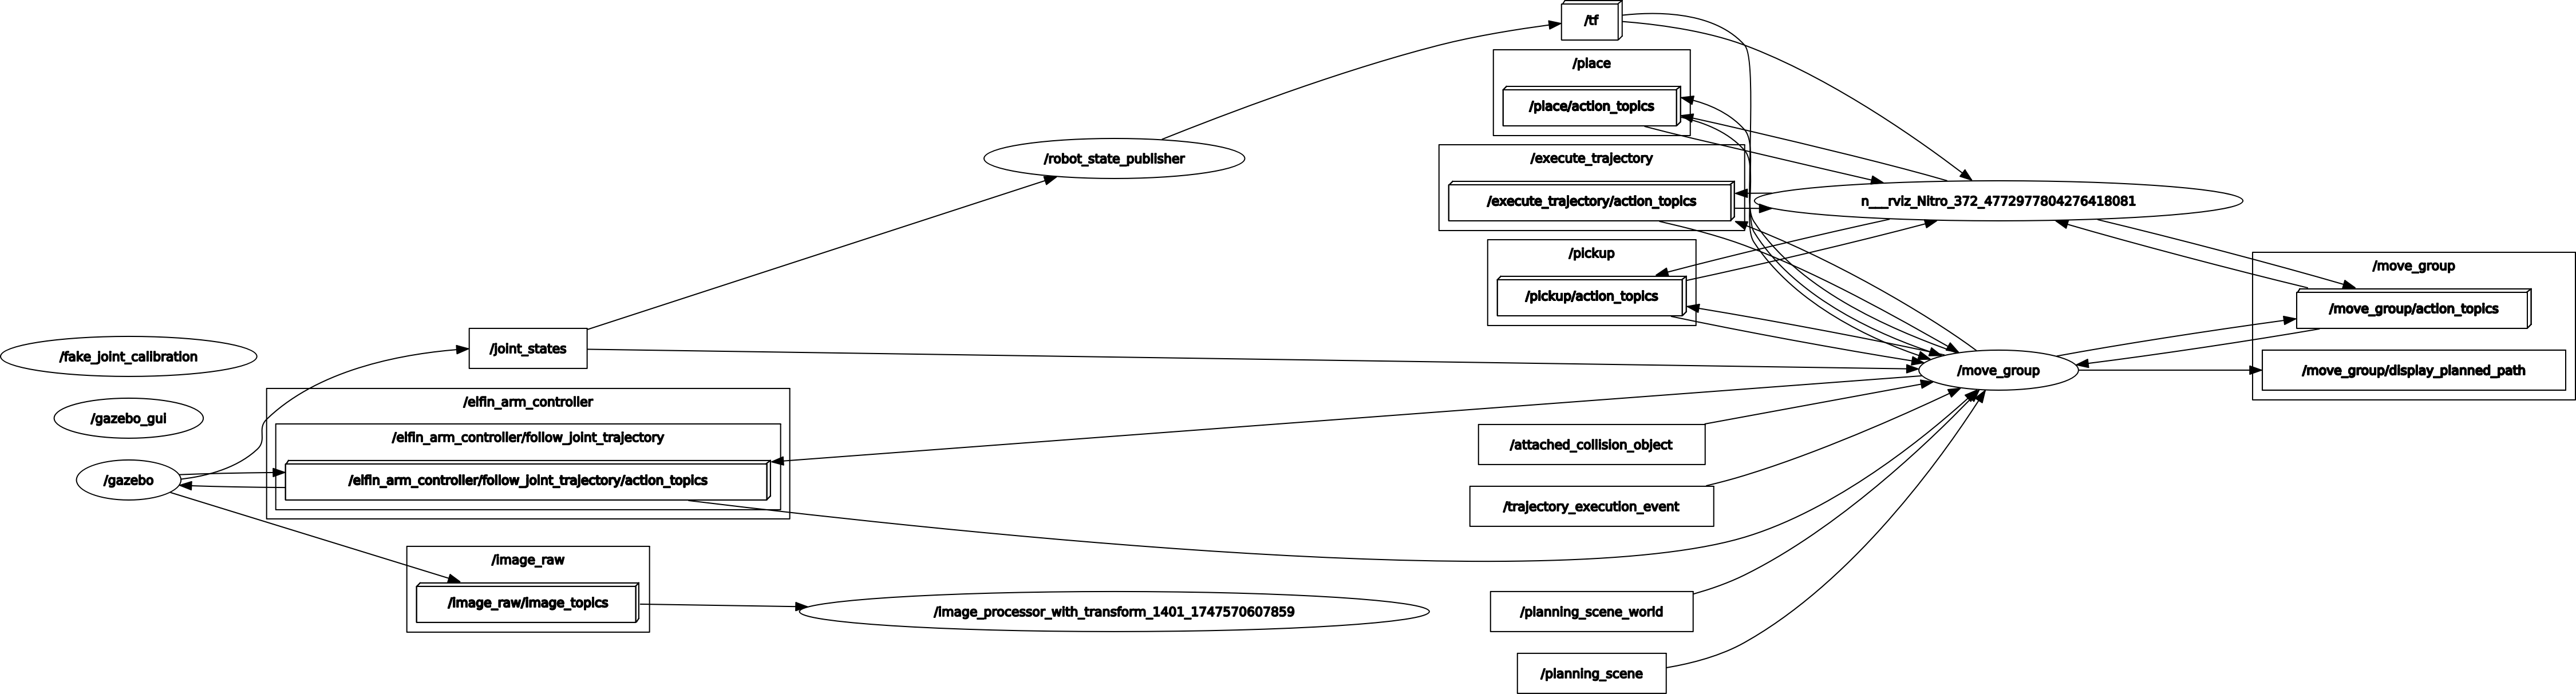 /tf
/place
/place/action_topics
/robot_state_publisher
/execute_trajectory
/execute_trajectory/action_topics
n___rviz_Nitro_372_4772977804276418081
/pickup
/pickup/action_topics
/move_group
/move_group/action_topics
/joint_states
/fake_joint_calibration
/move_group
/move_group/display_planned_path
/elfin_arm_controller
/gazebo_gui
/elfin_arm_controller/follow_joint_trajectory
/attached_collision_object
/gazebo
/elfin_arm_controller/follow_joint_trajectory/action_topics
/trajectory_execution_event
/image_raw
/image_raw/image_topics
/image_processor_with_transform_1401_1747570607859
/planning_scene_world
/planning_scene